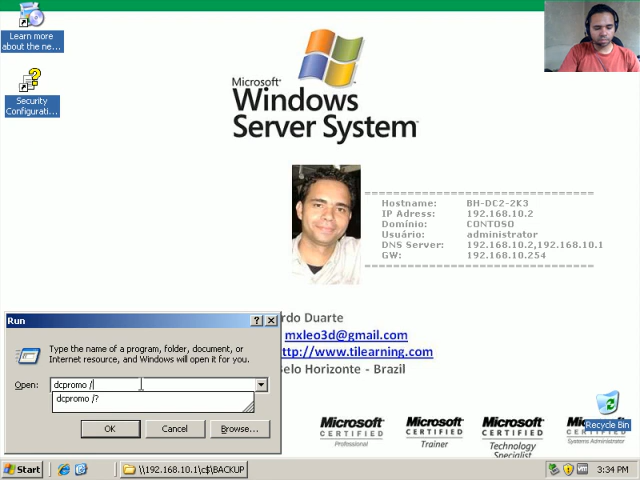 Learn more
about the ne...
Security
Configurati...
Microsoft
Windows
Server System
==============================
Hostname: BH-DC2-2K3
IP Adress: 192.168.10.2
Domínio: CONTOSO
Usuário: administrator
DNS Server: 192.168.10.2,192.168.10.1
GW: 192.168.10.254
==============================
rdo Duarte
mxleo3d@gmail.com
ttp://www.tilearning.com
Belo Horizonte - Brazil
Run
Type the name of a program, folder, document, or
Internet resource, and Windows will open it for you.
Open: dcpromo /
dcpromo /?
OK Cancel Browse...
Microsoft Microsoft Microsoft Mic
CERTIFIED CERTIFIED CERTIFIED CERTIFIED
Professional Trainer Technology
Specialist Systems Administrator
Recycle Bin
Start \\192.168.10.1\c$\BACKUP 3:34 PM